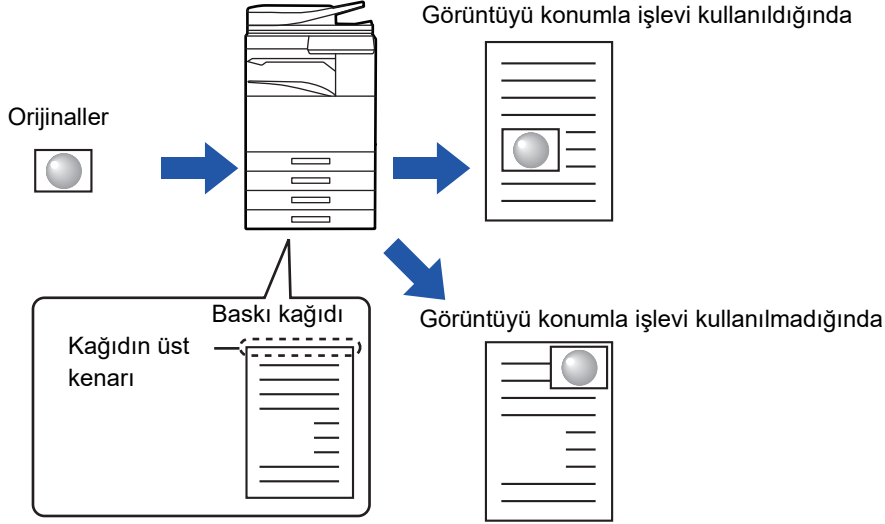 Görüntüyü konumla işlevi kullanıldığında
Orijinaller
Baskı kağıdı
Kağıdın üst
kenarı
Görüntüyü konumla işlevi kullanılmadığında